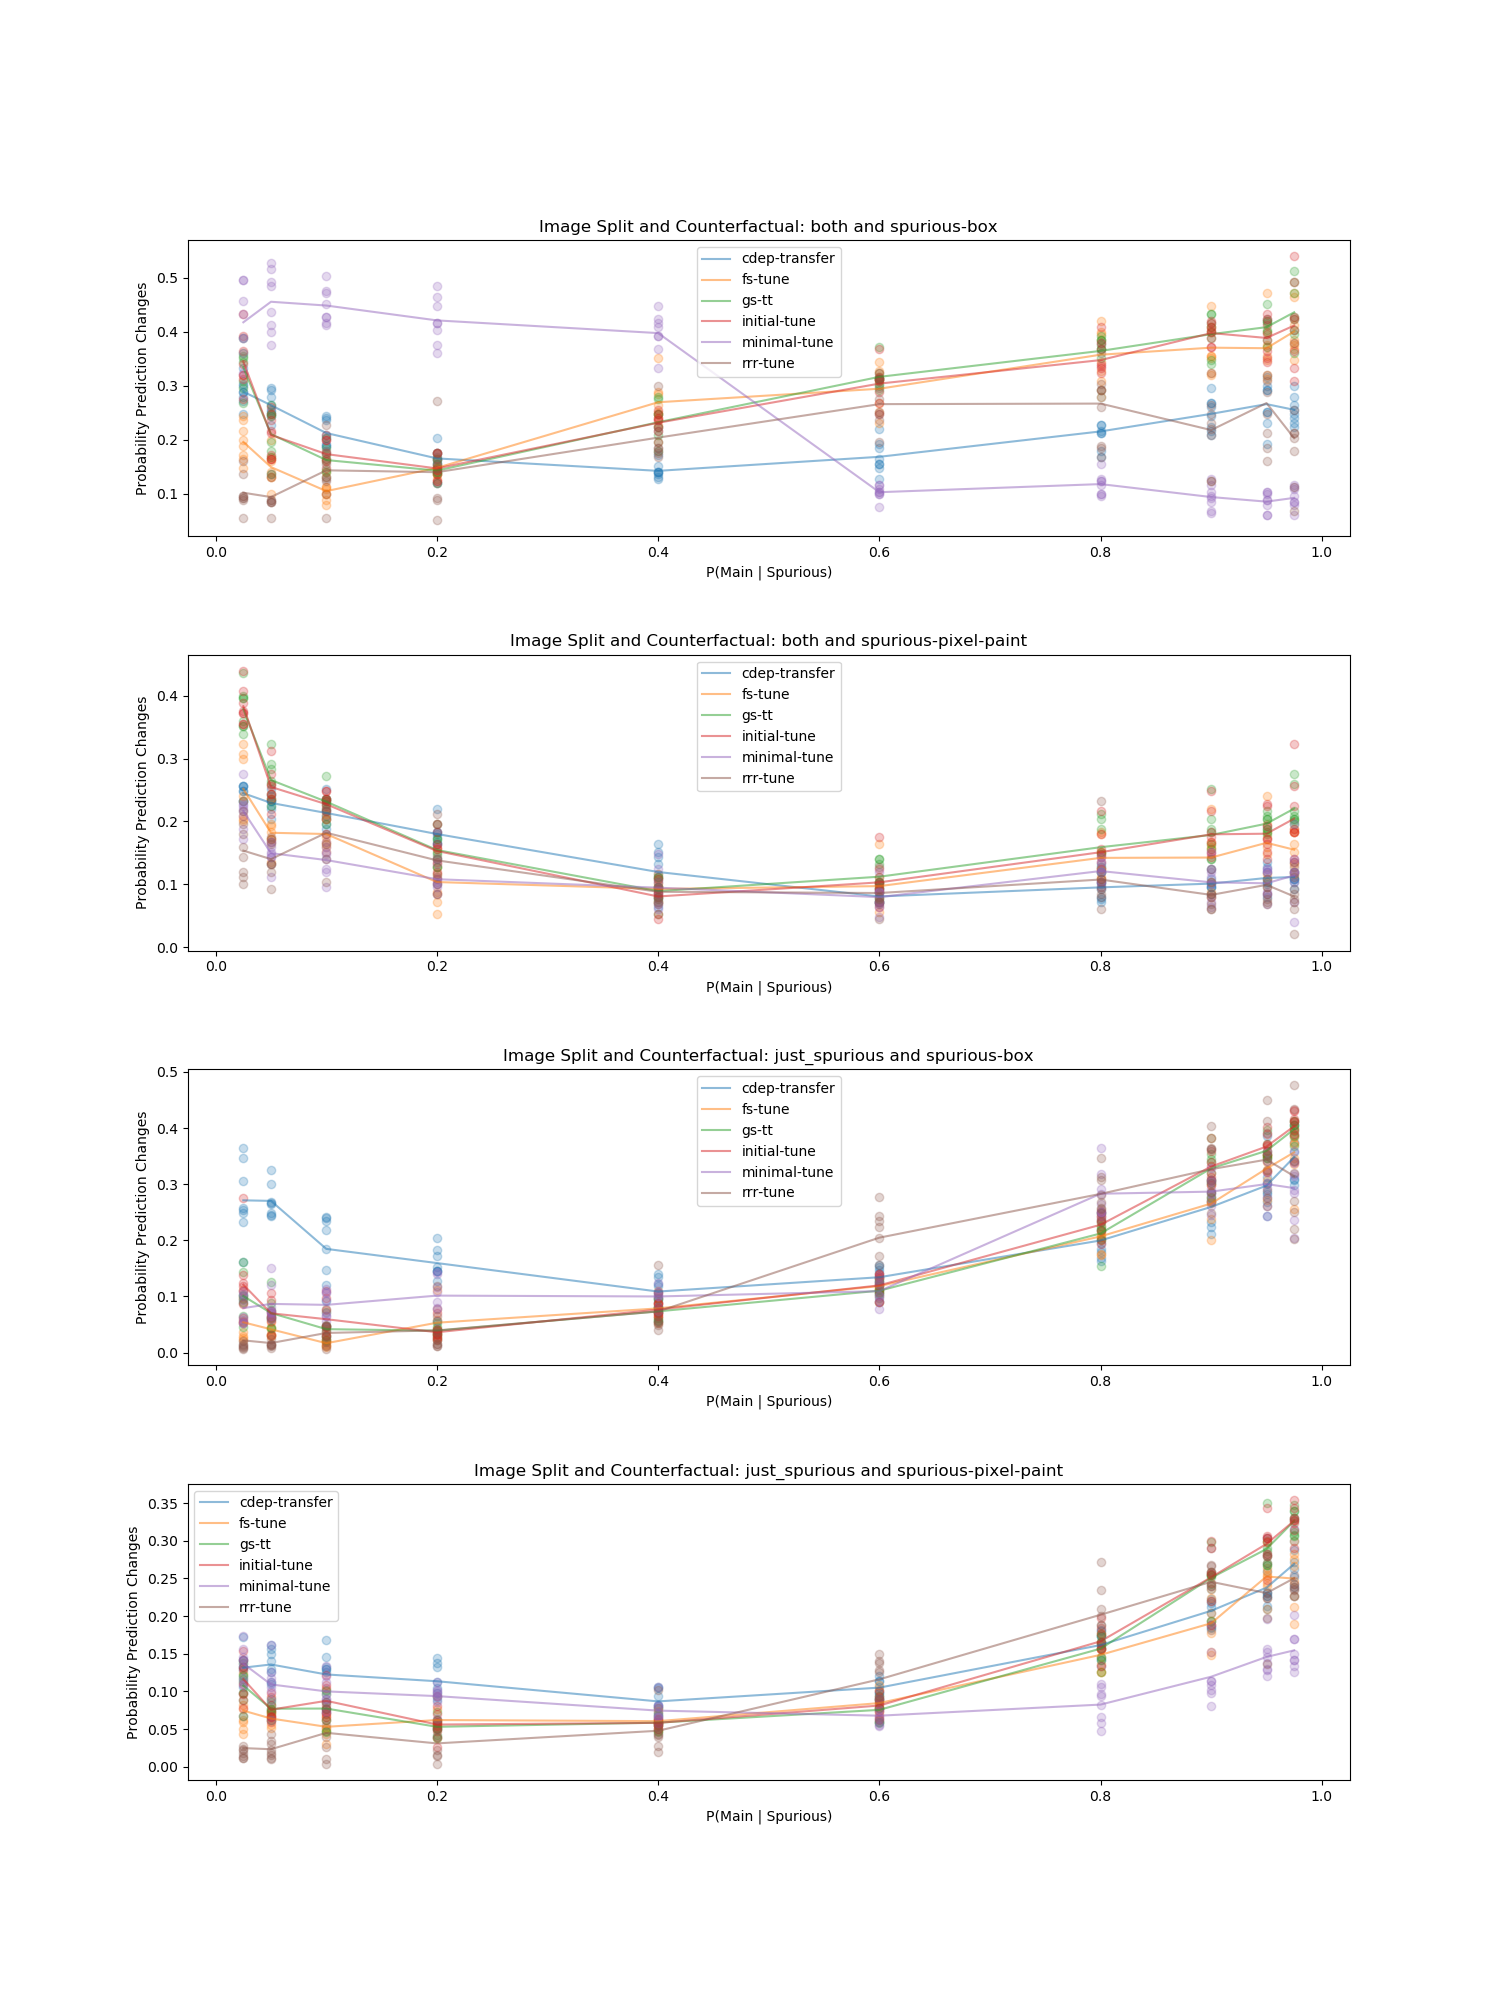 Image Split and Counterfactual: both and spurious-box
Probability Prediction Changes
0.5
0.4
0.3
0.2
0.1
cdep-transfer
fs-tune
gs-tt
initial-tune
minimal-tune
rrr-tune
0.0 0.2 0.4 0.6 0.8 1.0
P(Main | Spurious)
Image Split and Counterfactual: both and spurious-pixel-paint
Probability Prediction Changes
0.4
0.3
0.2
0.1
0.0
cdep-transfer
fs-tune
gs-tt
initial-tune
minimal-tune
rrr-tune
0.0 0.2 0.4 0.6 0.8 1.0
P(Main | Spurious)
Image Split and Counterfactual: just_spurious and spurious-box
Probability Prediction Changes
0.5
0.4
0.3
0.2
0.1
0.0
cdep-transfer
fs-tune
gs-tt
initial-tune
minimal-tune
rrr-tune
0.0 0.2 0.4 0.6 0.8 1.0
P(Main | Spurious)
Image Split and Counterfactual: just_spurious and spurious-pixel-paint
Probability Prediction Changes
0.35
0.30
0.25
0.20
0.15
0.10
0.05
0.00
cdep-transfer
fs-tune
gs-tt
initial-tune
minimal-tune
rrr-tune
0.0 0.2 0.4 0.6 0.8 1.0
P(Main | Spurious)